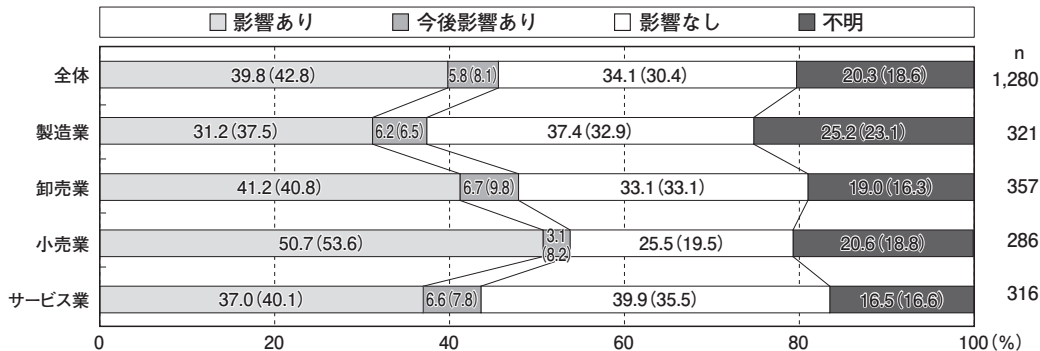 影響あり 今後影響あり 影響なし 不明
n
全体 39.8(42.8) 5.8(8.1) 34.1(30.4) 20.3(18.6) 1,280
製造業 31.2(37.5) 6.2(6.5) 37.4(32.9) 25.2(23.1) 321
卸売業 41.2(40.8) 6.7(9.8) 33.1(33.1) 19.0(16.3) 357
小売業 50.7(53.6) 3.1(8.2) 25.5(19.5) 20.6(18.8) 286
サービス業 37.0(40.1) 6.6(7.8) 39.9(35.5) 16.5(16.6) 316
0 20 40 60 80 100(%)